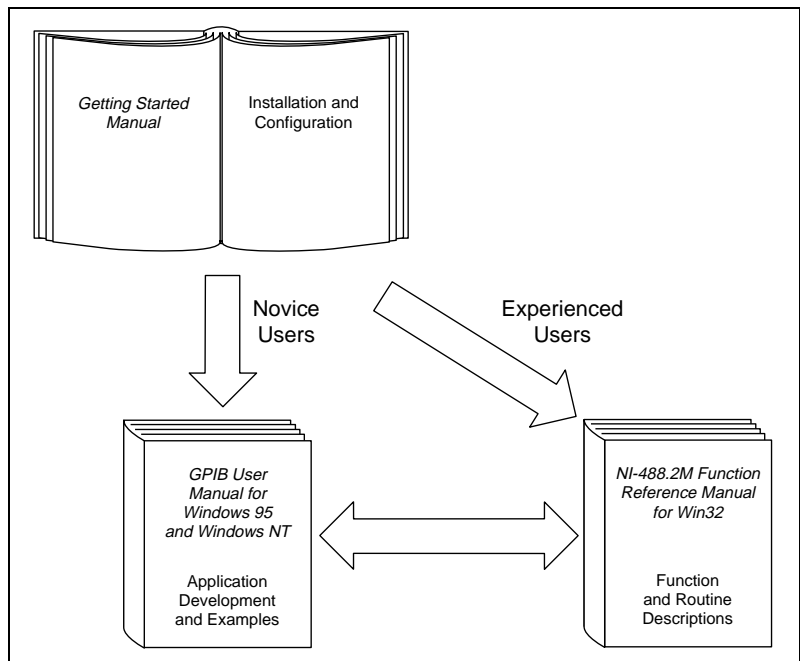 Getting Started
Manual
Installation and
Configuration
Novice
Users
Experienced
Users
GPIB User
Manual for
Windows 95
and Windows NT
Application
Development
and Examples
NI-488.2M Function
Reference Manual
for Win32
Function
and Routine
Descriptions